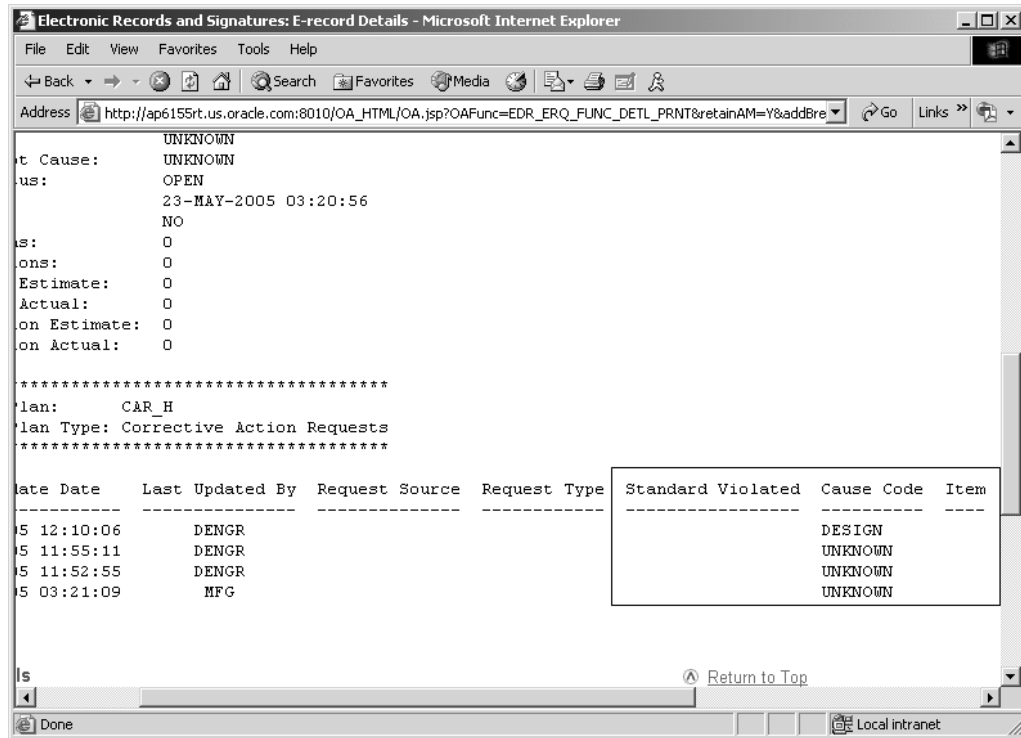 Electronic Records and Signatures: E-record Details - Microsoft Internet Explorer
File Edit View Favorites Tools Help
Back Search Favorites Media
Address http://ap6155rt.us.oracle.com:8010/OA_HTML/OA.jsp?OAFunc=EDR_ERQ_FUNC_DETL_PRNT&retainAM=Y&addBre Go Links »
UNKNOWN
t Cause: UNKNOWN
us: OPEN
23-MAY-2005 03:20:56
NO
s: 0
ons: 0
Estimate: 0
Actual: 0
on Estimate: 0
on Actual: 0
*************************************
lan: CAR_H
lan Type: Corrective Action Requests
*************************************
ate Date Last Updated By Request Source Request Type Standard Violated Cause Code Item
----------- --------------- -------------- ------------ ----------------- ---------- ----
5 12:10:06 DENGR DESIGN
5 11:55:11 DENGR UNKNOWN
5 11:52:55 DENGR UNKNOWN
5 03:21:09 MFG UNKNOWN
ls
Return to Top
Done Local intranet